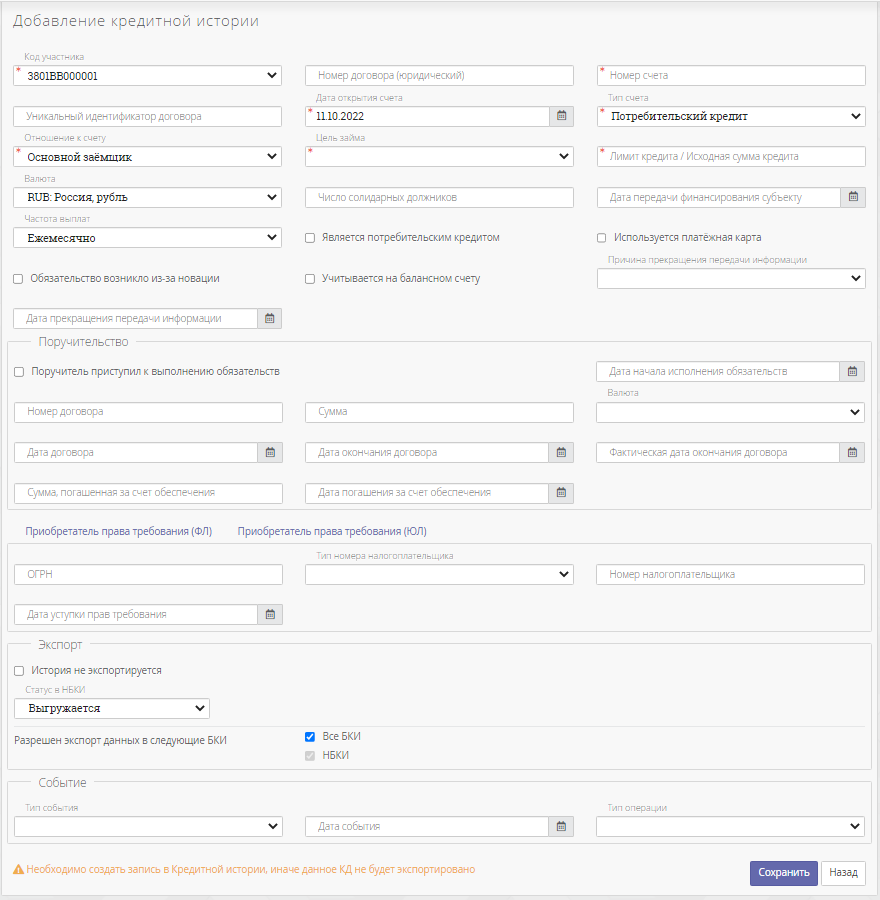 Добавление кредитной истории
Код участника
* 3801BB000001
Номер договора (юридический)
* Номер счета
Уникальный идентификатор договора
Дата открытия счета
* 11.10.2022
Тип счета
* Потребительский кредит
Отношение к счету
* Основной заёмщик
Цель займа
*
* Лимит кредита / Исходная сумма кредита
Валюта
RUB: Россия, рубль
Число солидарных должников
Дата передачи финансирования субъекту
Частота выплат
Ежемесячно
Является потребительским кредитом
Используется платёжная карта
Обязательство возникло из-за новации
Учитывается на балансном счету
Причина прекращения передачи информации
Дата прекращения передачи информации
Поручительство
Поручитель приступил к выполнению обязательств
Дата начала исполнения обязательств
Номер договора
Сумма
Валюта
Дата договора
Дата окончания договора
Фактическая дата окончания договора
Сумма, погашенная за счет обеспечения
Дата погашения за счет обеспечения
Приобретатель права требования (ФЛ)
Приобретатель права требования (ЮЛ)
ОГРН
Тип номера налогоплательщика
Номер налогоплательщика
Дата уступки прав требования
Экспорт
История не экспортируется
Статус в НБКИ
Выгружается
Разрешен экспорт данных в следующие БКИ
Все БКИ
НБКИ
Событие
Тип события
Дата события
Тип операции
Необходимо создать запись в Кредитной истории, иначе данное КД не будет экспортировано
Сохранить
Назад